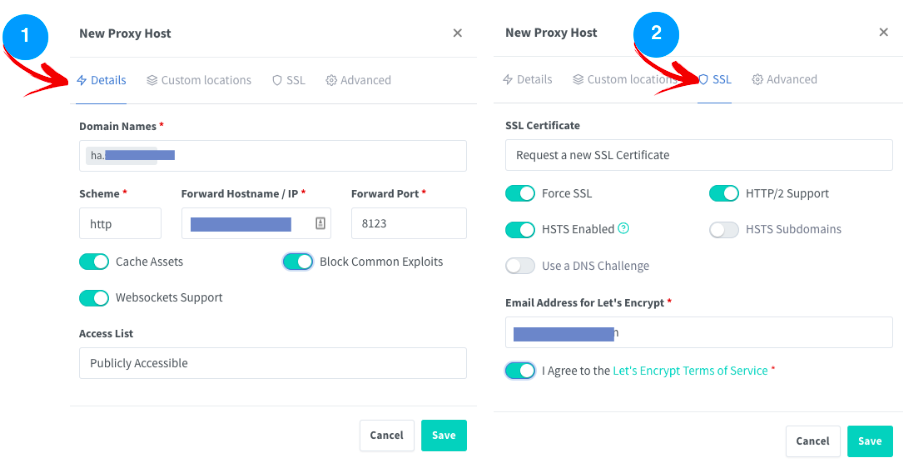 1
New Proxy Host
Details Custom locations SSL Advanced
Domain Names *
ha.
Scheme * Forward Hostname / IP * Forward Port *
http 8123
Cache Assets Block Common Exploits
Websockets Support
Access List
Publicly Accessible
Cancel Save
2
New Proxy Host
Details Custom locations SSL Advanced
SSL Certificate
Request a new SSL Certificate
Force SSL HTTP/2 Support
HSTS Enabled HSTS Subdomains
Use a DNS Challenge
Email Address for Let's Encrypt *
I Agree to the Let's Encrypt Terms of Service *
Cancel Save